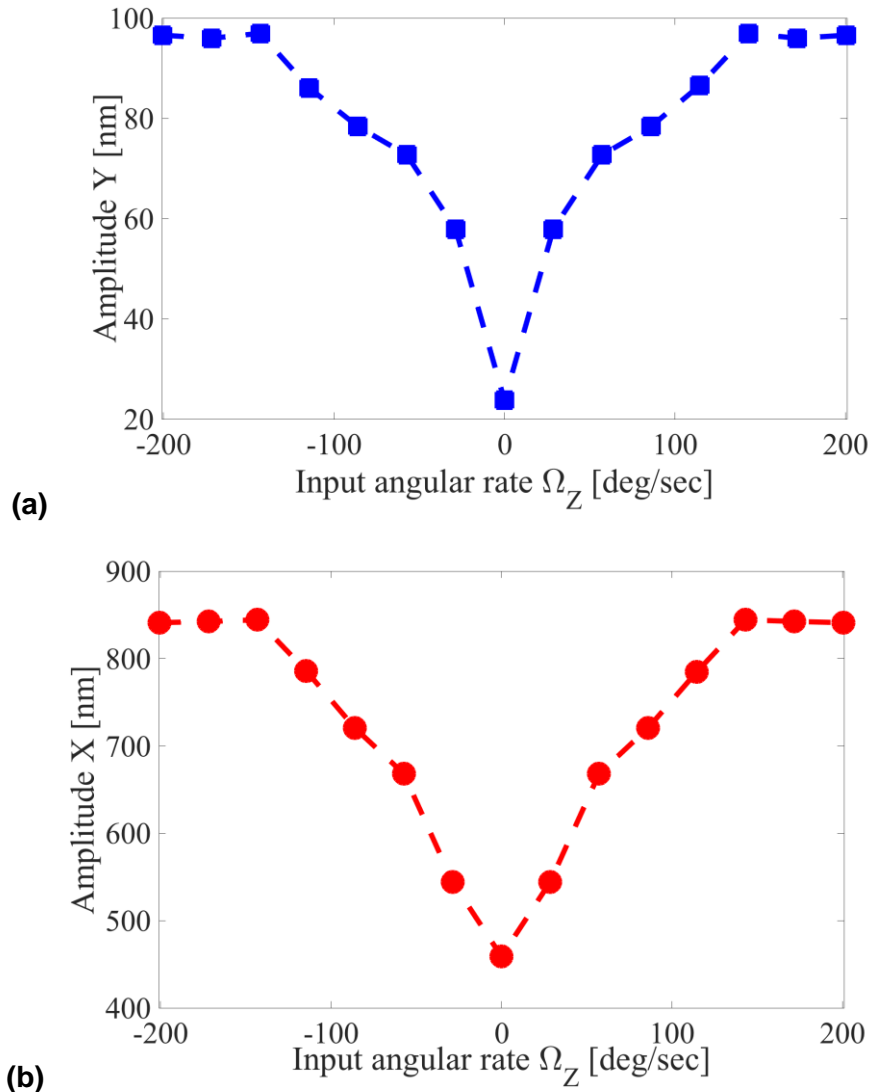 100
80
60
40
20
Amplitude Y [nm]
-200 -100 0 100 200
Input angular rate Ω_Z [deg/sec]
(a)
900
800
700
600
500
400
Amplitude X [nm]
-200 -100 0 100 200
Input angular rate Ω_Z [deg/sec]
(b)